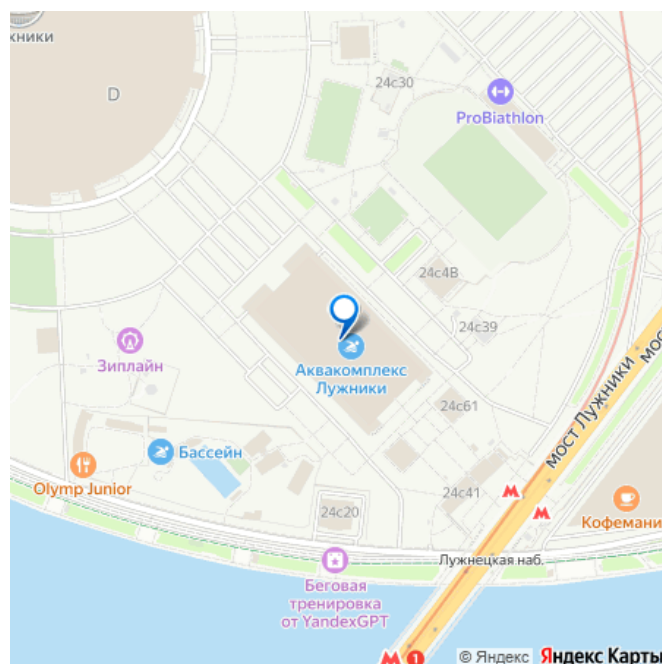 жники
D
24с30
ProBiathlon
24с4В
24с39
Зиплайн
Аквакомплекс
Лужники
мост Лужники
мос
24с61
Бассейн
Olymp Junior
24с41
24с20
Кофемани
Лужнецкая наб.
Беговая
тренировка
от YandexGPT
1
© Яндекс Яндекс Карты